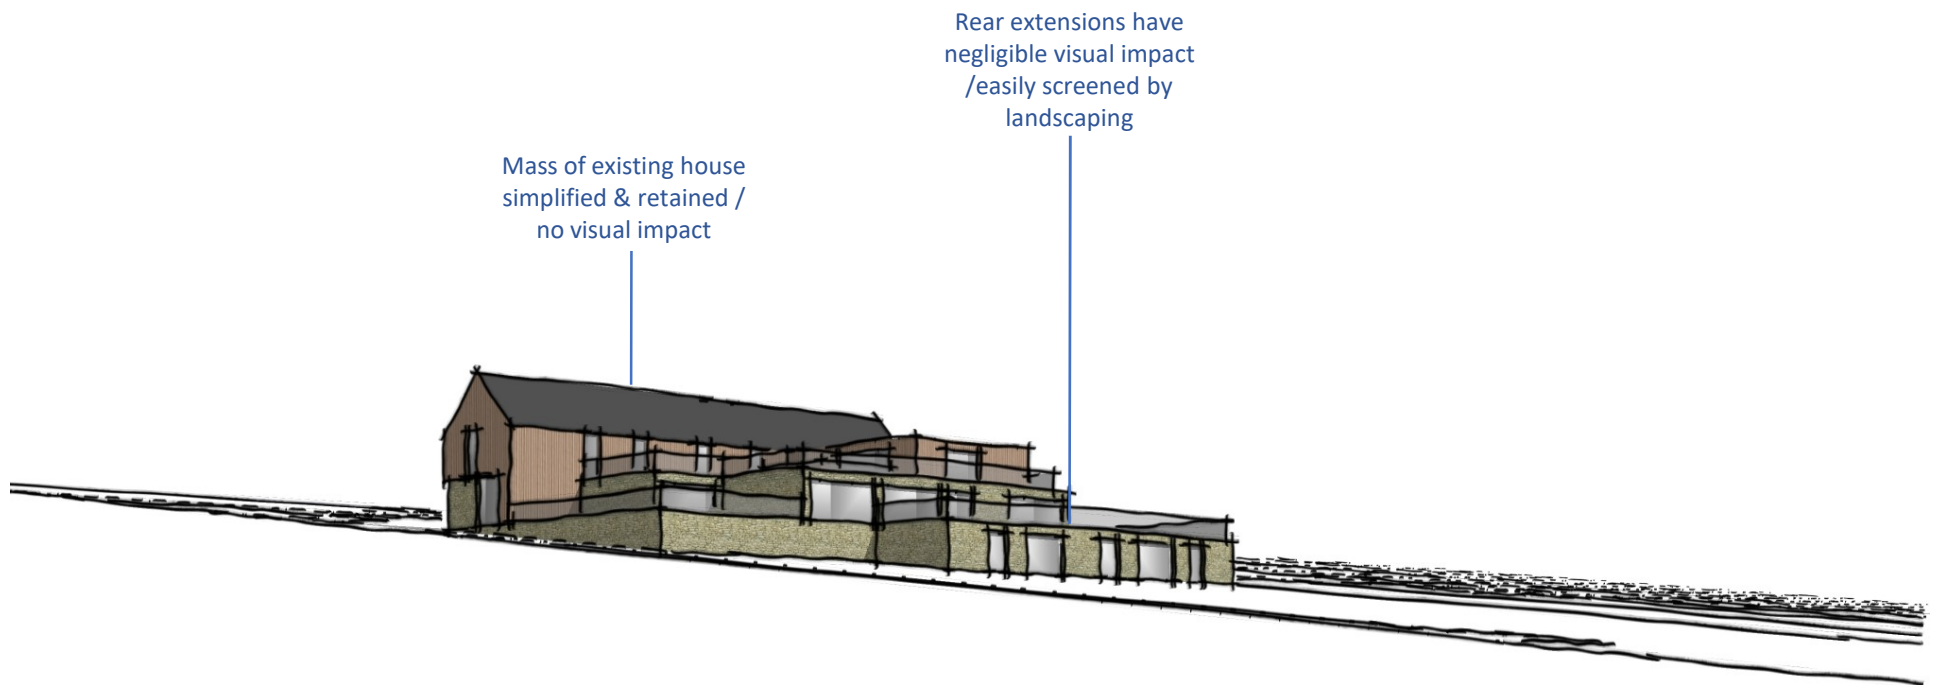 Rear extensions have
negligible visual impact
/easily screened by
landscaping
Mass of existing house
simplified & retained /
no visual impact